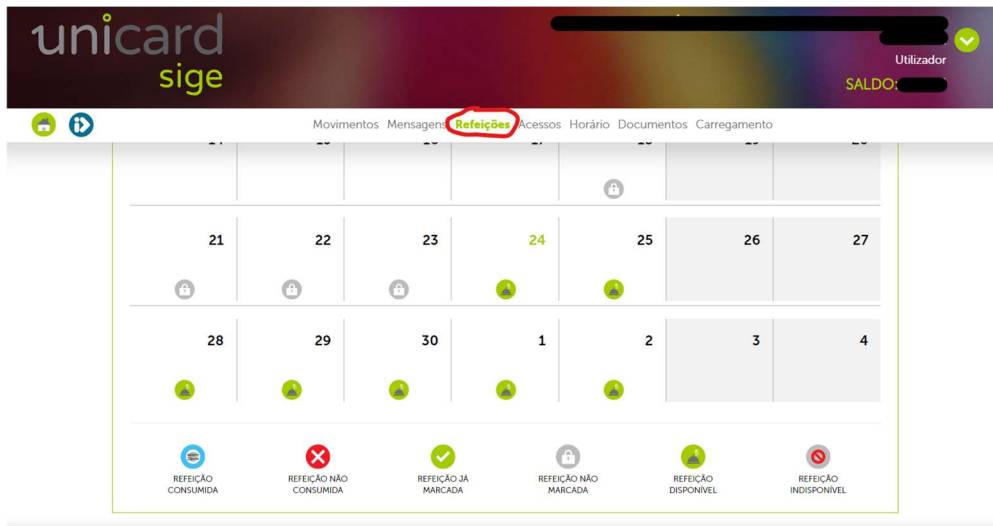 unicard
sige
Utilizador
SALDO:
Movimentos Mensagens Refeições Acessos Horário Documentos Carregamento
21 22 23 24 25 26 27
28 29 30 1 2 3 4
REFEIÇÃO CONSUMIDA
REFEIÇÃO NÃO CONSUMIDA
REFEIÇÃO JÁ MARCADA
REFEIÇÃO NÃO MARCADA
REFEIÇÃO DISPONÍVEL
REFEIÇÃO INDISPONÍVEL